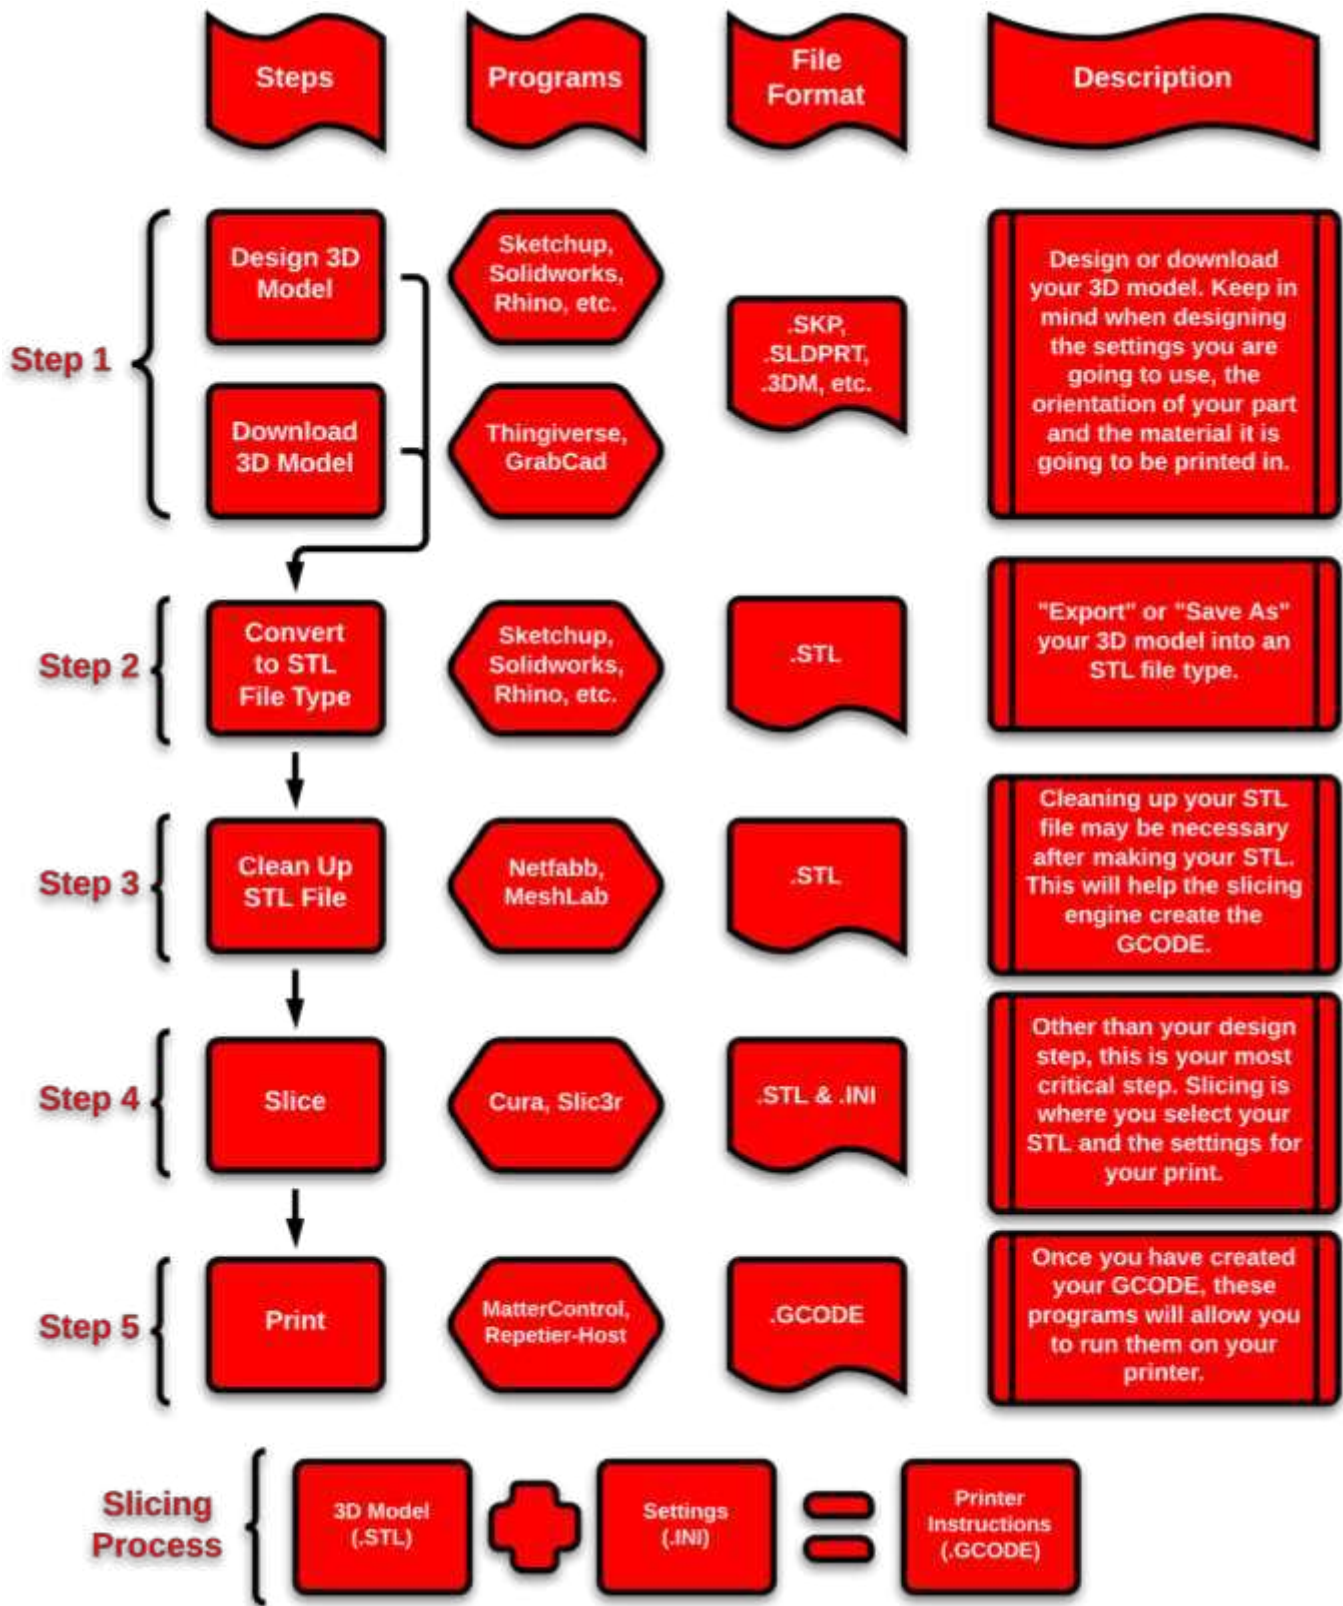 Steps
Programs
File
Format
Description
Step 1
Design 3D
Model
Sketchup,
Solidworks,
Rhino, etc.
Download
3D Model
Thingiverse,
GrabCad
.SKP,
.SLDPRT,
.3DM, etc.
Design or download
your 3D model. Keep in
mind when designing
the settings you are
going to use, the
orientation of your part
and the material it is
going to be printed in.
Step 2
Convert
to STL
File Type
Sketchup,
Solidworks,
Rhino, etc.
.STL
"Export" or "Save As"
your 3D model into an
STL file type.
Step 3
Clean Up
STL File
Netfabb,
MeshLab
.STL
Cleaning up your STL
file may be necessary
after making your STL.
This will help the slicing
engine create the
GCODE.
Step 4
Slice
Cura, Slic3r
.STL & .INI
Other than your design
step, this is your most
critical step. Slicing is
where you select your
STL and the settings for
your print.
Step 5
Print
MatterControl,
Repetier-Host
.GCODE
Once you have created
your GCODE, these
programs will allow you
to run them on your
printer.
Slicing
Process
3D Model
(.STL)
Settings
(.INI)
Printer
Instructions
(.GCODE)